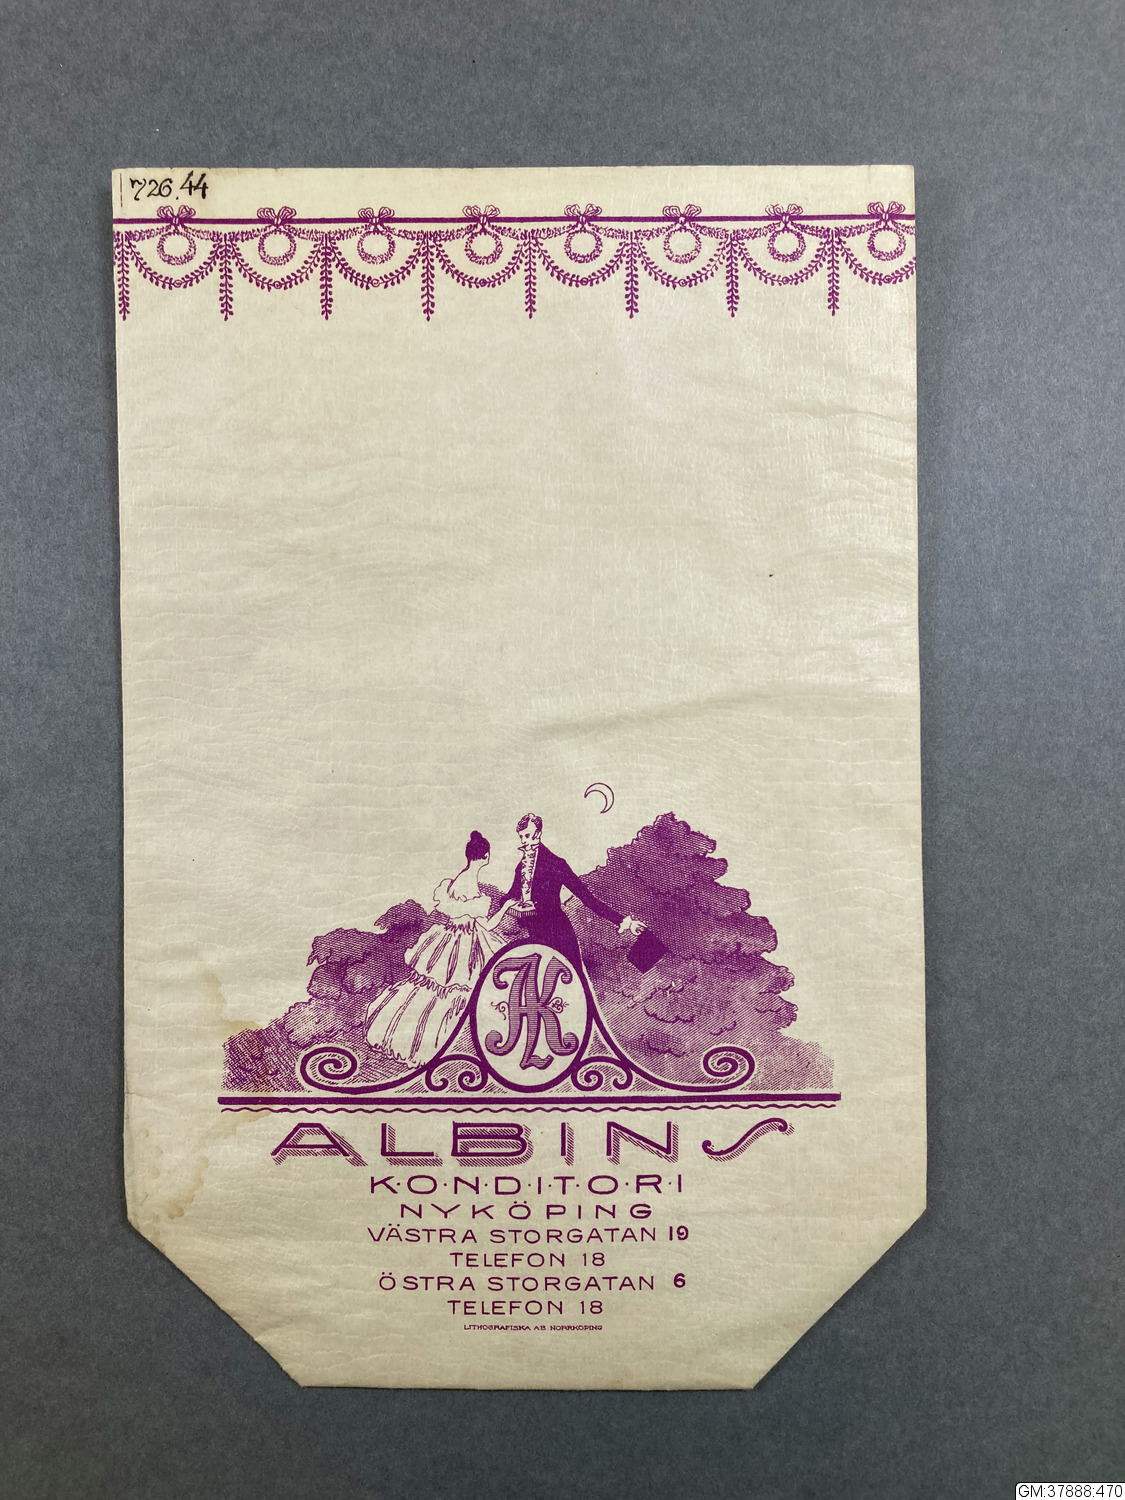 726.44
AK
ALBINS
K·O·N·D·I·T·O·R·I
NYKÖPING
VÄSTRA STORGATAN 19
TELEFON 18
ÖSTRA STORGATAN 6
TELEFON 18
LITHOGRAFISKA AB. NORRKÖPING
GM:37888:470